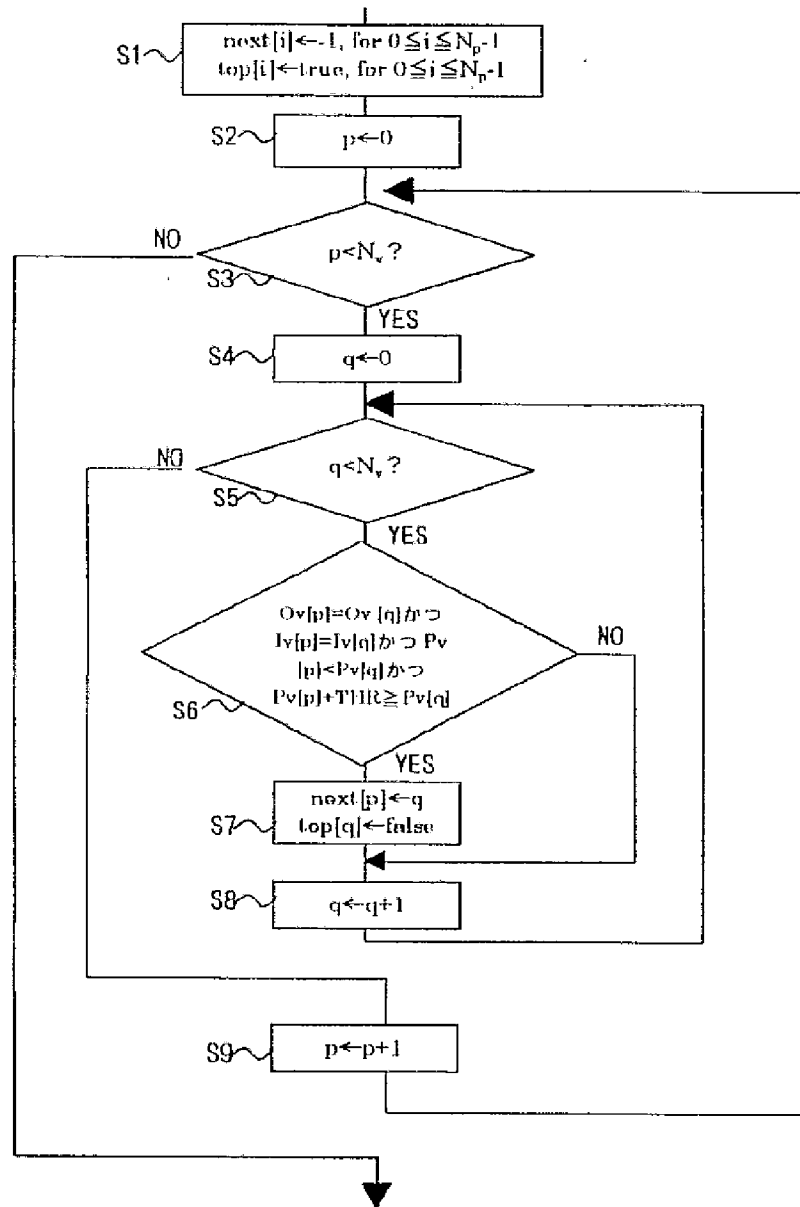 S1
next[i]←-1, for 0≦i≦Np-1
top[i]←true, for 0≦i≦Np-1
S2
p←0
NO
p<Nv?
S3
YES
S4
q←0
NO
q<Nv?
S5
YES
Ov[p]=Ov[q]かつ
Iv[p]=Iv[q]かつ Pv
[p]<Pv[q]かつ
Pv[p]+THR≧Pv[q]
NO
S6
YES
next[p]←q
top[q]←false
S7
S8
q←q+1
S9
p←p+1